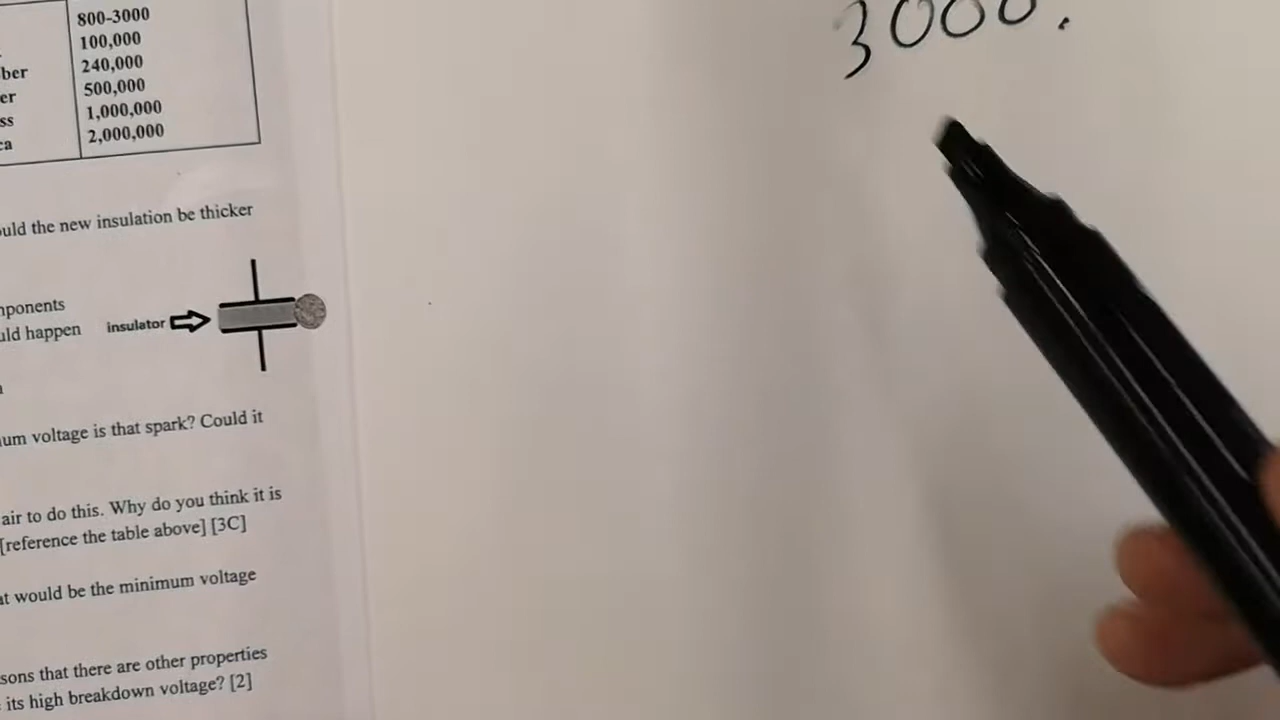 800-3000
100,000
ber 240,000
er 500,000
ss 1,000,000
ca 2,000,000
3000.
uld the new insulation be thicker
nponents
uld happen
insulator
um voltage is that spark? Could it
air to do this. Why do you think it is
[reference the table above] [3C]
at would be the minimum voltage
sons that there are other properties
its high breakdown voltage? [2]